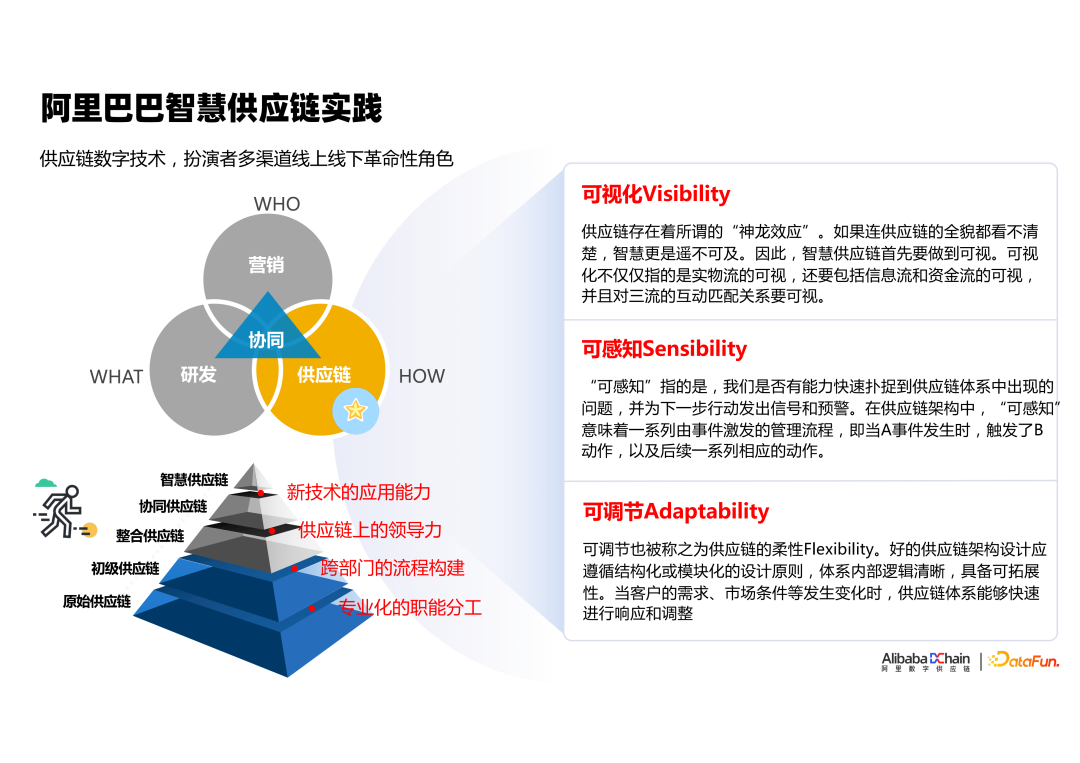 阿里巴巴智慧供应链实践
供应链数字技术，扮演者多渠道线上线下革命性角色
WHO
营销
协同
WHAT
研发
供应链
HOW
智慧供应链
协同供应链
整合供应链
初级供应链
原始供应链
新技术的应用能力
供应链上的领导力
跨部门的流程构建
专业化的职能分工
可视化Visibility
供应链存在着所谓的“神龙效应”。如果连供应链的全貌都看不清
楚，智慧更是遥不可及。因此，智慧供应链首先要做到可视。可视
化不仅仅指的是实物流的可视，还要包括信息流和资金流的可视，
并且对三流的互动匹配关系要可视。
可感知Sensibility
“可感知”指的是，我们是否有能力快速扑捉到供应链体系中出现的
问题，并为下一步行动发出信号和预警。在供应链架构中，“可感知”
意味着一系列由事件激发的管理流程，即当A事件发生时，触发了B
动作，以及后续一系列相应的动作。
可调节Adaptability
可调节也被称之为供应链的柔性Flexibility。好的供应链架构设计应
遵循结构化或模块化的设计原则，体系内部逻辑清晰，具备可拓展
性。当客户的需求、市场条件等发生变化时，供应链体系能够快速
进行响应和调整
Alibaba DChain | DataFun.
阿里数字供应链